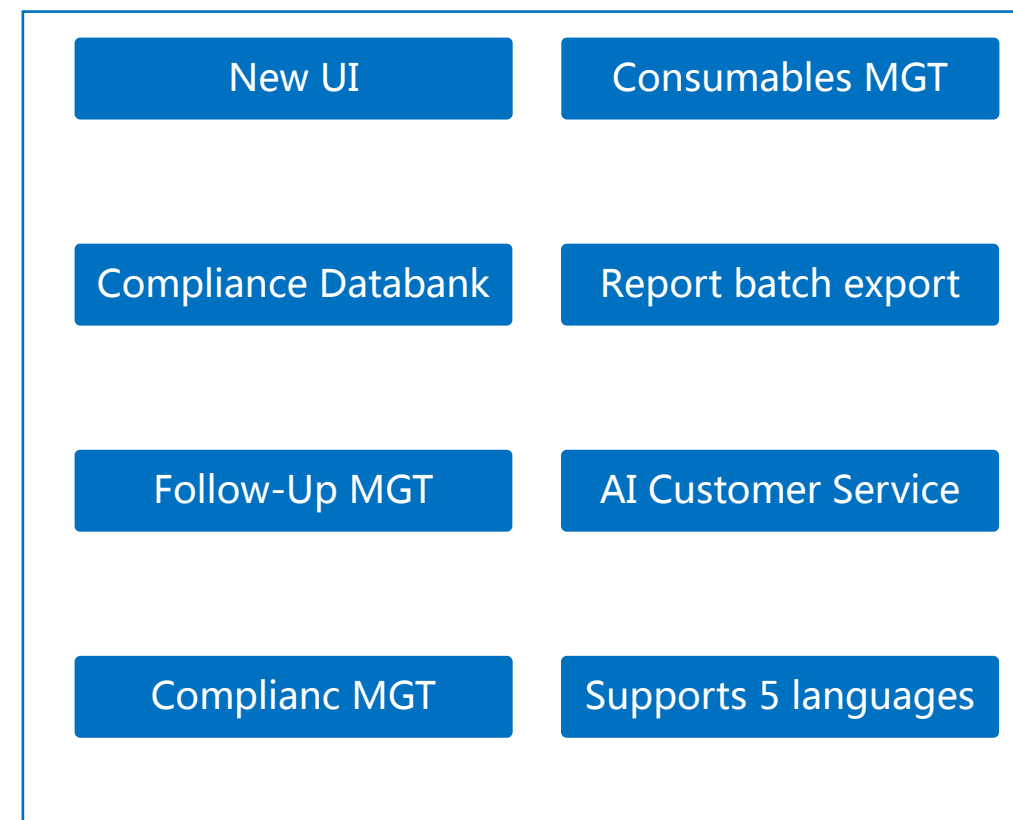 New UI
Consumables MGT
Compliance Databank
Report batch export
Follow-Up MGT
AI Customer Service
Complianc MGT
Supports 5 languages